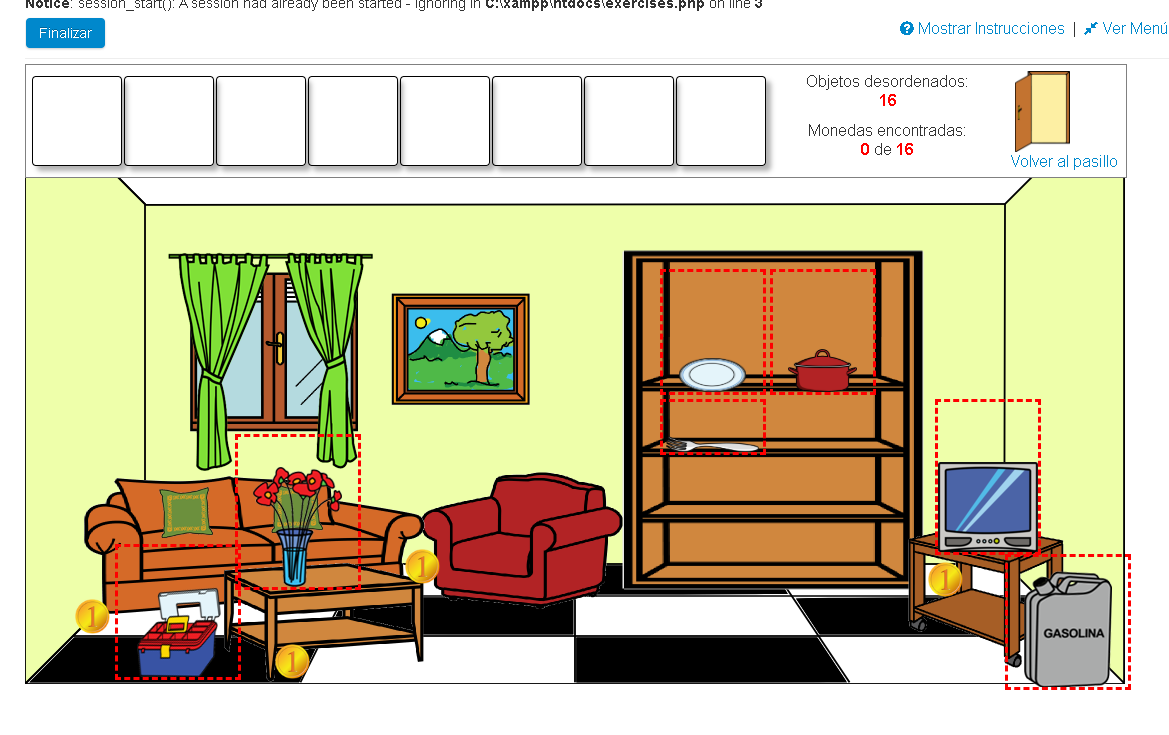 Notice: session_start(): A session had already been started - ignoring in C:\xampp\htdocs\exercises.php on line 3
Finalizar
Mostrar Instrucciones | Ver Menú
Objetos desordenados:
16
Monedas encontradas:
0 de 16
Volver al pasillo
1
1
1
1
GASOLINA